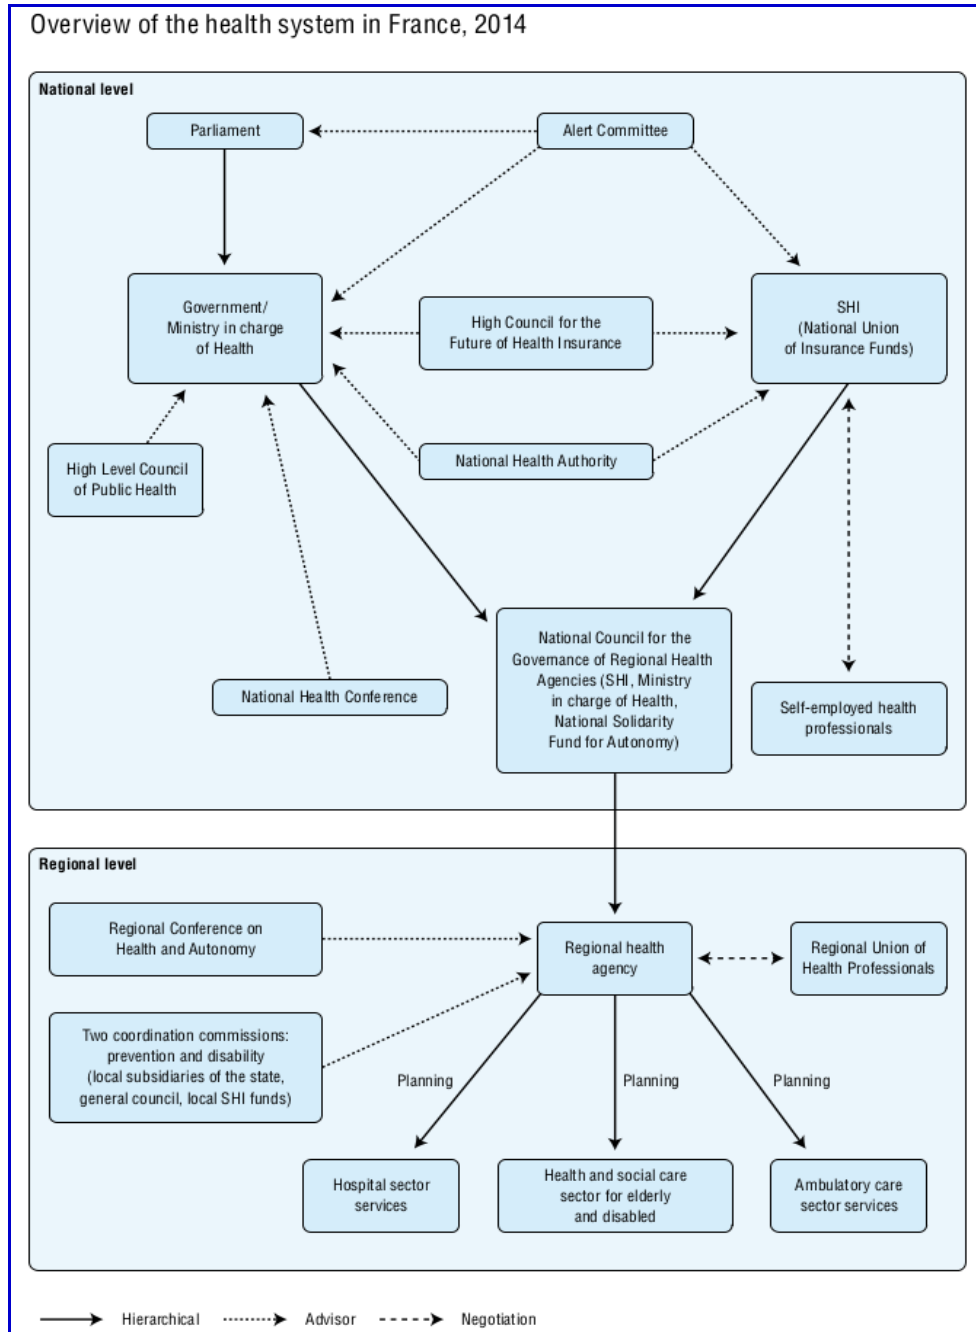 Overview of the health system in France, 2014
National level
Parliament
Alert Committee
Government/
Ministry in charge
of Health
High Council for the
Future of Health Insurance
SHI
(National Union
of Insurance Funds)
High Level Council
of Public Health
National Health Authority
National Health Conference
National Council for the
Governance of Regional Health
Agencies (SHI, Ministry
in charge of Health,
National Solidarity
Fund for Autonomy)
Self-employed health
professionals
Regional level
Regional Conference on
Health and Autonomy
Regional health
agency
Regional Union of
Health Professionals
Two coordination commissions:
prevention and disability
(local subsidiaries of the state,
general council, local SHI funds)
Planning
Planning
Planning
Hospital sector
services
Health and social care
sector for elderly
and disabled
Ambulatory care
sector services
Hierarchical
Advisor
Negotiation